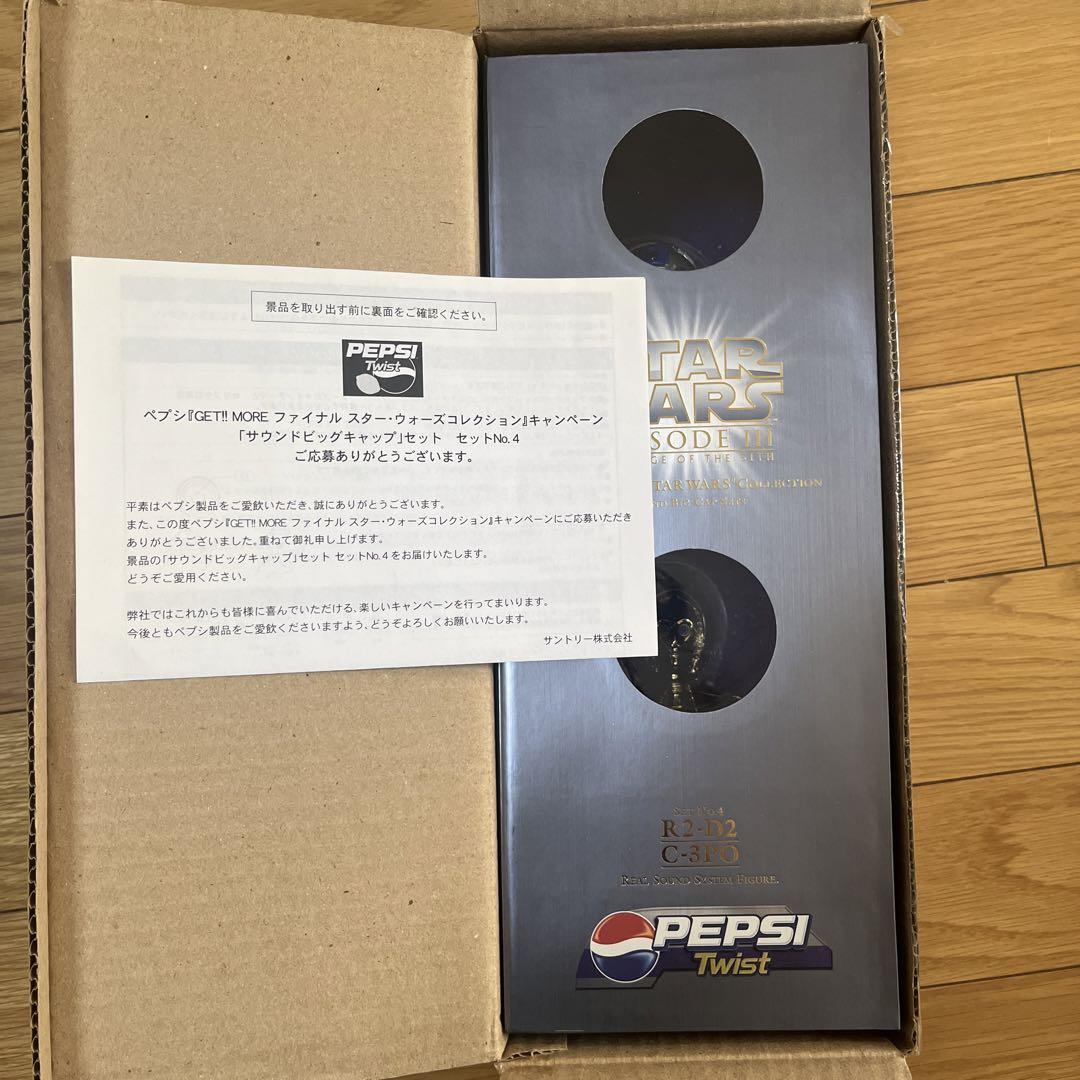 景品を取り出す前に裏面をご確認ください。
PEPSI
Twist
ペプシ『GET!! MORE ファイナル スター・ウォーズコレクション』キャンペーン
「サウンドビッグキャップ」セット セットNo.4
ご応募ありがとうございます。
平素はペプシ製品をご愛飲いただき、誠にありがとうございます。
また、この度ペプシ『GET!! MORE ファイナル スター・ウォーズコレクション』キャンペーンにご応募いただき
ありがとうございました。重ねて御礼申し上げます。
景品の「サウンドビッグキャップ」セット セットNo.4をお届けいたします。
どうぞご愛用ください。
弊社ではこれからも皆様に喜んでいただける、楽しいキャンペーンを行ってまいります。
今後ともペプシ製品をご愛飲くださいますよう、どうぞよろしくお願いいたします。
サントリー株式会社
TAR
ARS
SODE III
GE OF THE SITH
TAR WARS COLLECTION
BIG CAP
SET No.4
R2-D2
C-3PO
REAL SOUND SYSTEM FIGURE.
PEPSI
Twist